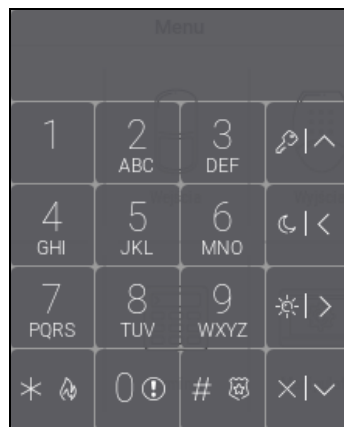 Menu
1 2 3
ABC DEF
4 5 6
GHI JKL MNO
7 8 9
PQRS TUV WXYZ
* 0 #